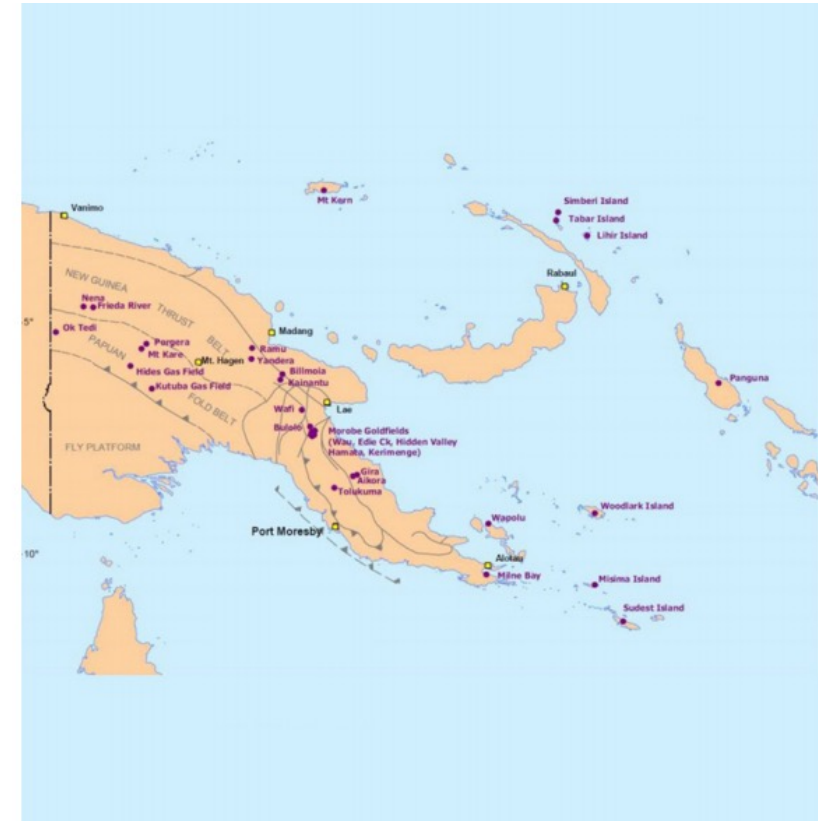 Simberi Island
Mt Kern
Tabar Island
Vanimo
Lihir Island
Rabaul
NEW GUINEA
THRUST
BELT
Nena
Frieda River
5°
Ok Tedi
Madang
Porgera
Mt Kare
Ramu
PAPUAN
Mt. Hagen
Yandera
Hides Gas Field
Billmoia
Kainantu
Panguna
Kutuba Gas Field
FOLD BELT
Wafi
Lae
Bulolo
Morobe Goldfields
(Wau, Edie Ck, Hidden Valley
Hamata, Kerimenge)
FLY PLATFORM
Gira
Aikora
Tolukuma
Woodlark Island
Wapolu
Port Moresby
10°
Alotau
Milne Bay
Misima Island
Sudest Island